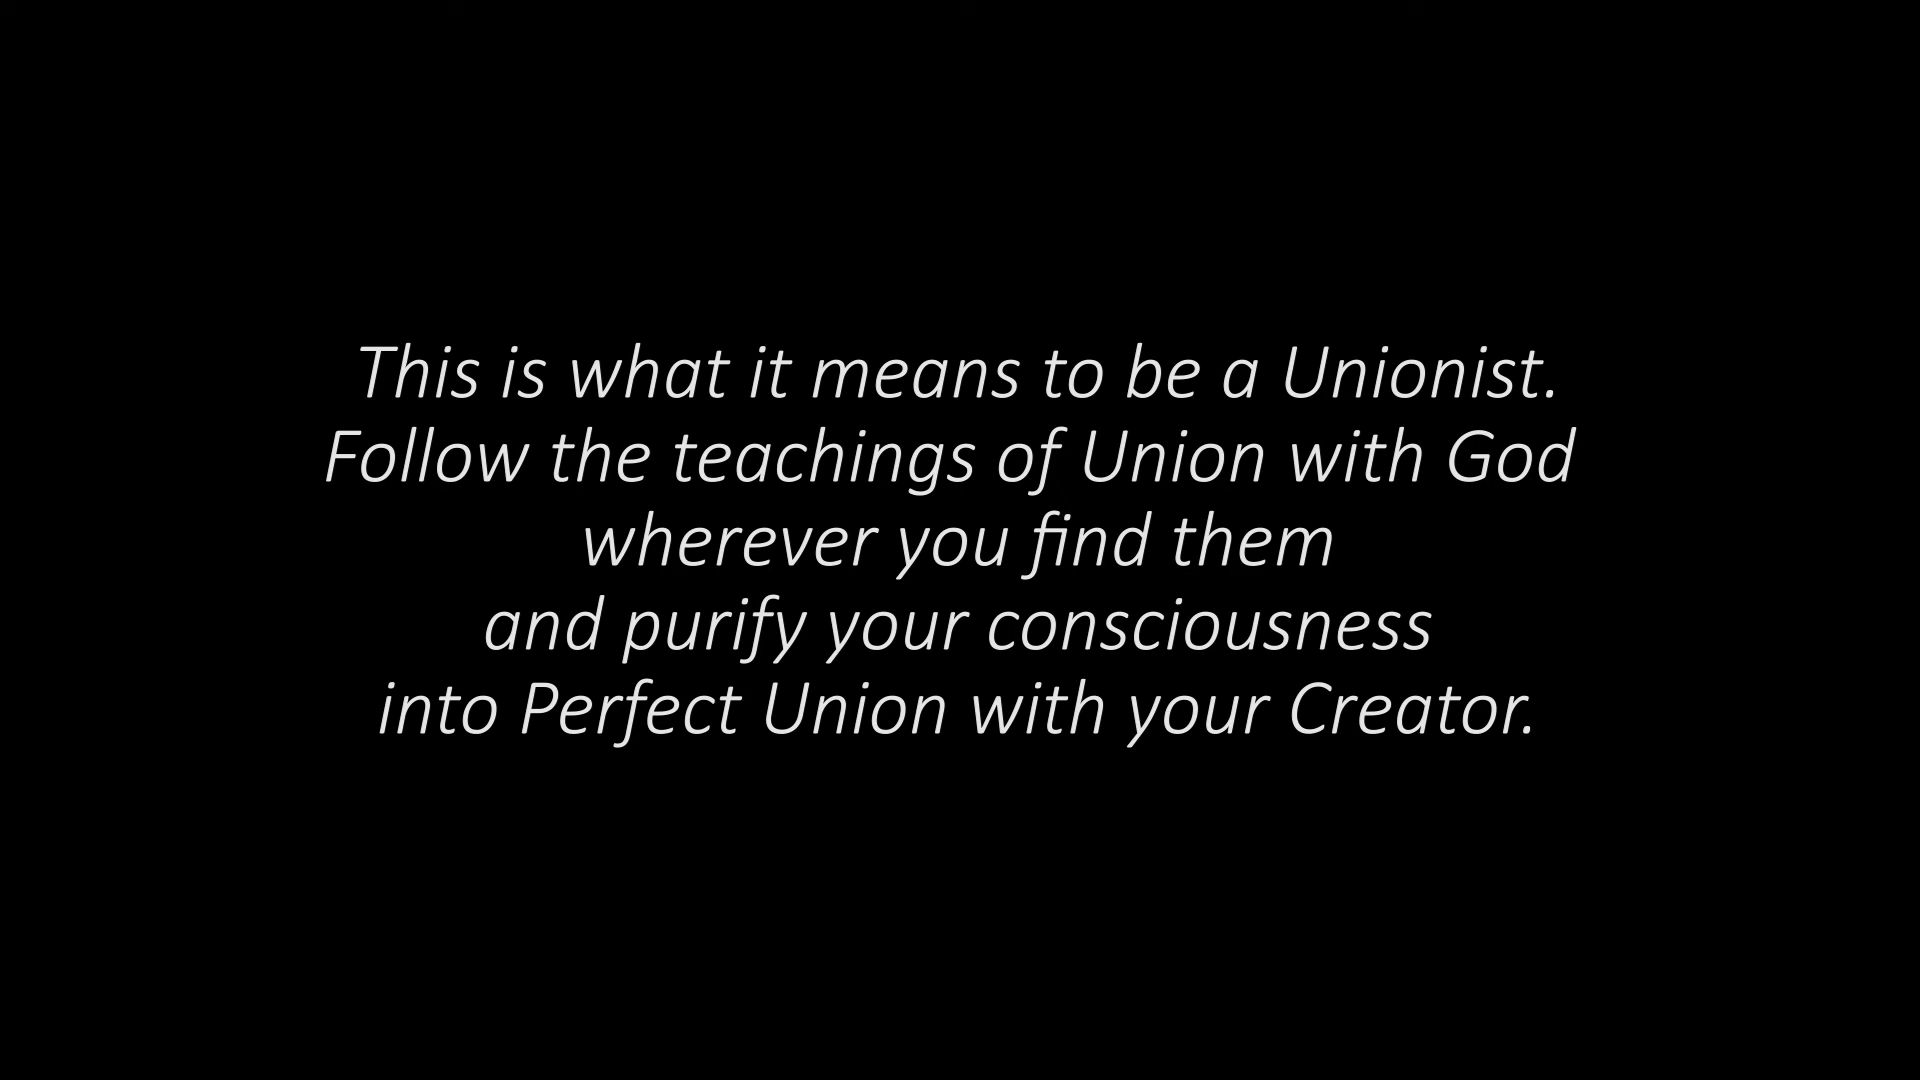 This is what it means to be a Unionist.
Follow the teachings of Union with God
wherever you find them
and purify your consciousness
into Perfect Union with your Creator.